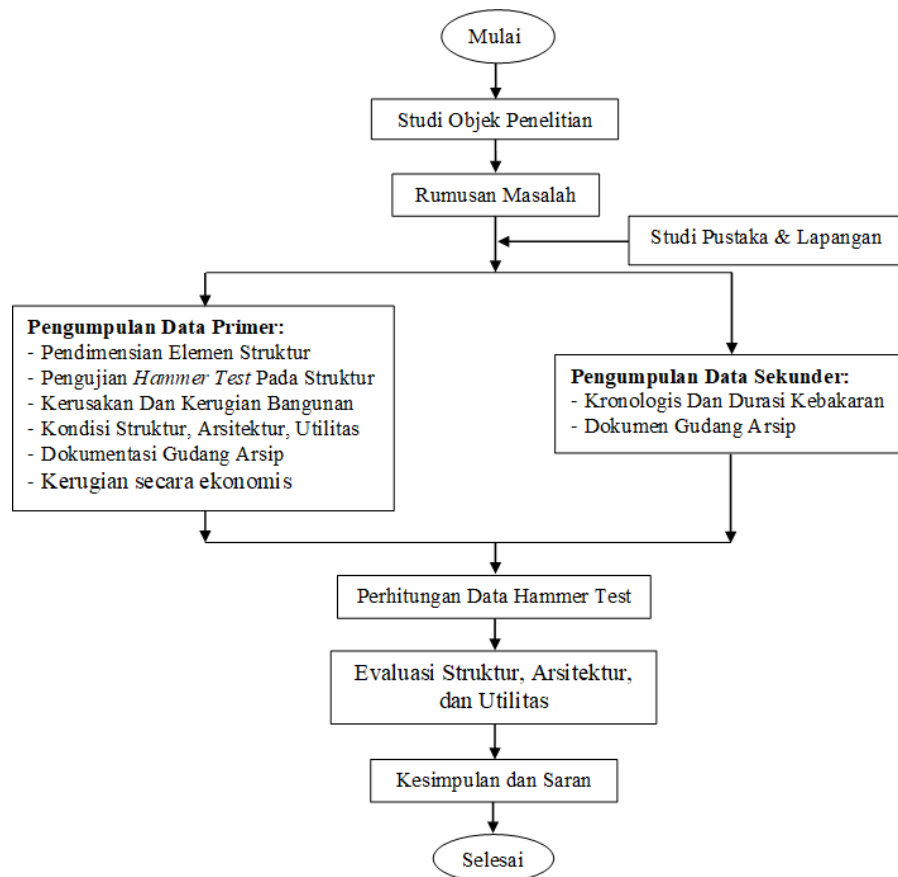 Mulai
Studi Objek Penelitian
Rumusan Masalah
Studi Pustaka & Lapangan
Pengumpulan Data Primer:
- Pendimensian Elemen Struktur
- Pengujian Hammer Test Pada Struktur
- Kerusakan Dan Kerugian Bangunan
- Kondisi Struktur, Arsitektur, Utilitas
- Dokumentasi Gudang Arsip
- Kerugian secara ekonomis
Pengumpulan Data Sekunder:
- Kronologis Dan Durasi Kebakaran
- Dokumen Gudang Arsip
Perhitungan Data Hammer Test
Evaluasi Struktur, Arsitektur,
dan Utilitas
Kesimpulan dan Saran
Selesai